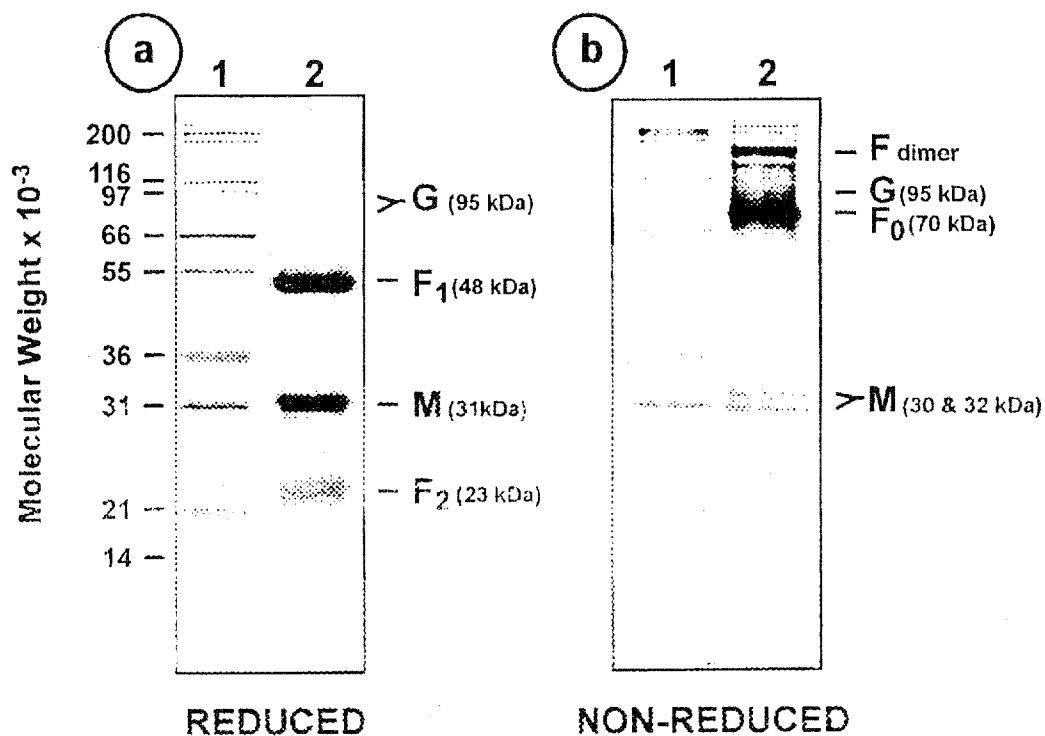 a
1 2
Molecular Weight x 10-3
200
116
97
66
55
36
31
21
14
G (95 kDa)
F1 (48 kDa)
M (31kDa)
F2 (23 kDa)
REDUCED
b
1 2
F dimer
G (95 kDa)
F0 (70 kDa)
M (30 & 32 kDa)
NON-REDUCED